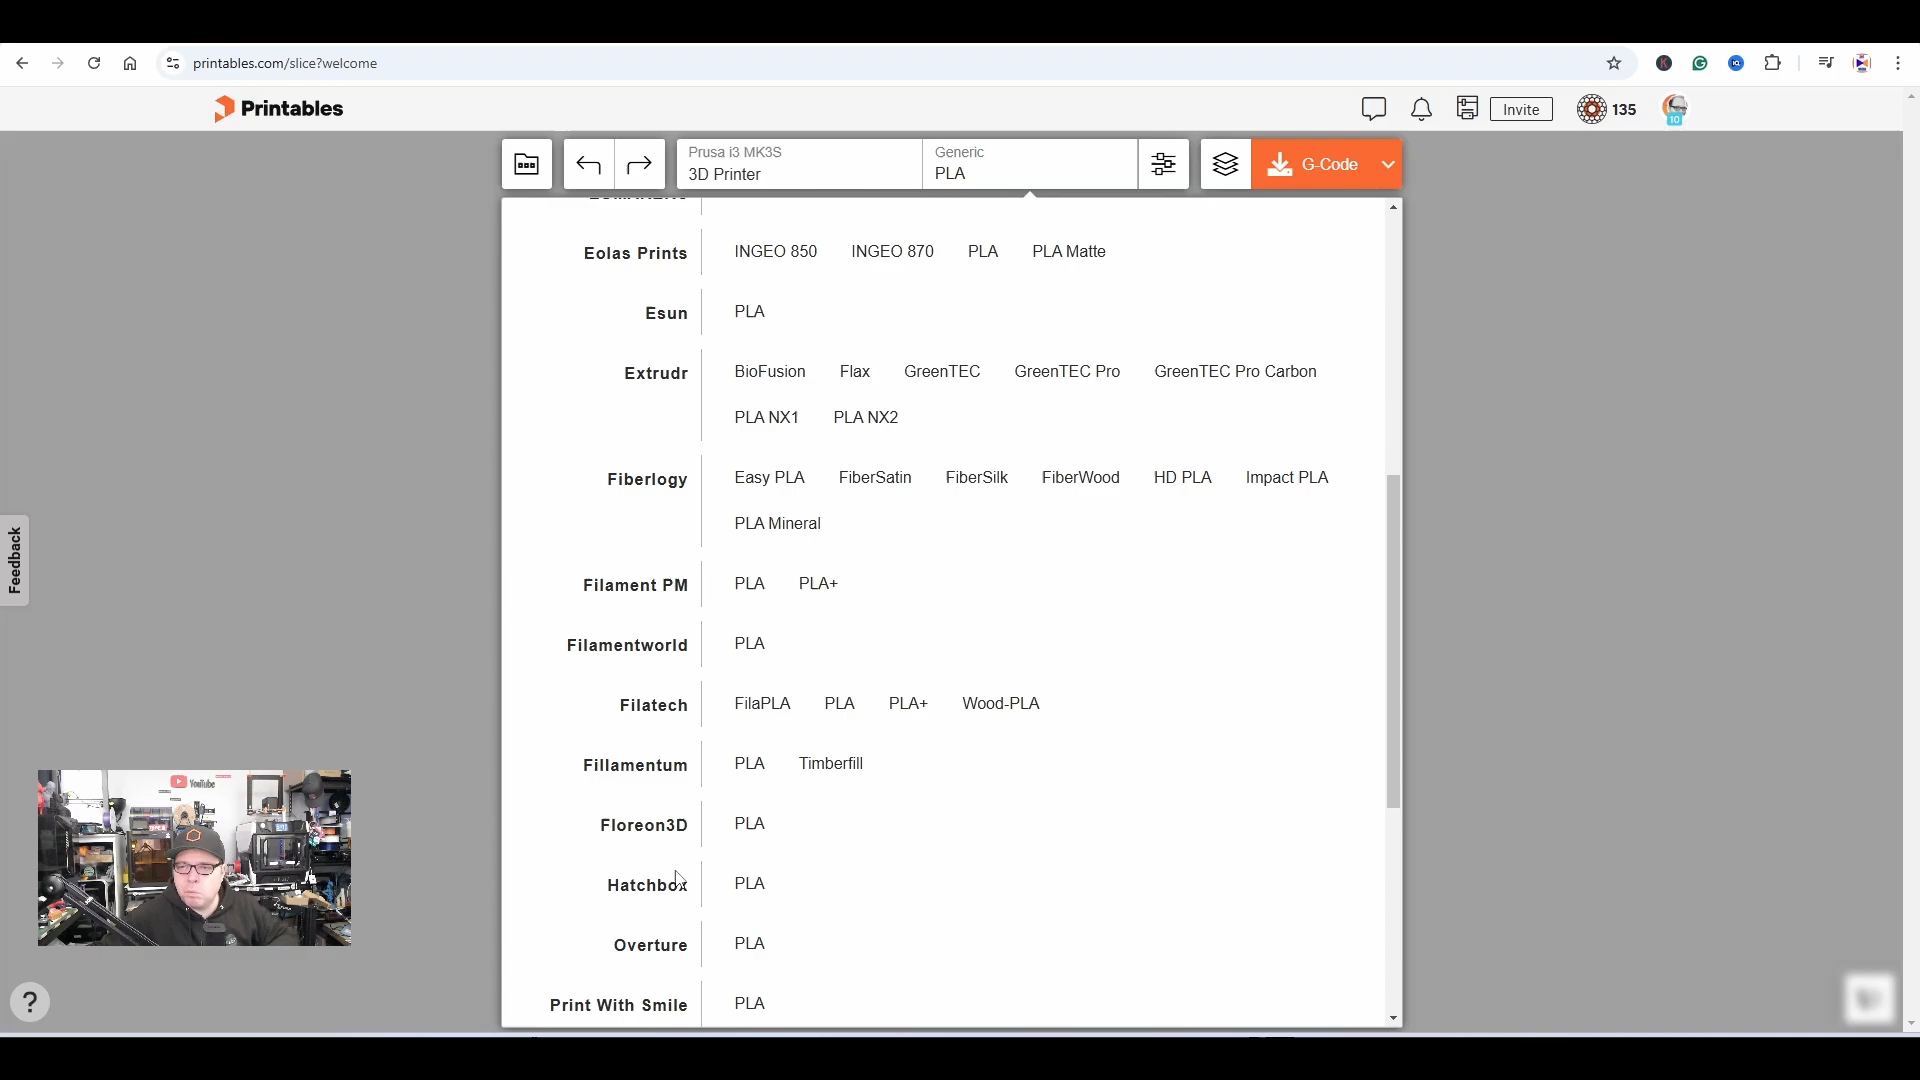 printables.com/slice?welcome
Printables
Invite
135
10
Prusa i3 MK3S
3D Printer
Generic
PLA
G-Code
Eolas Prints
INGEO 850 INGEO 870 PLA PLA Matte
Esun
PLA
Extrudr
BioFusion Flax GreenTEC GreenTEC Pro GreenTEC Pro Carbon
PLA NX1 PLA NX2
Fiberlogy
Easy PLA FiberSatin FiberSilk FiberWood HD PLA Impact PLA
PLA Mineral
Filament PM
PLA PLA+
Filamentworld
PLA
Filatech
FilaPLA PLA PLA+ Wood-PLA
Fillamentum
PLA Timberfill
Floreon3D
PLA
Hatchbox
PLA
Overture
PLA
Print With Smile
PLA
Feedback
YouTube
?